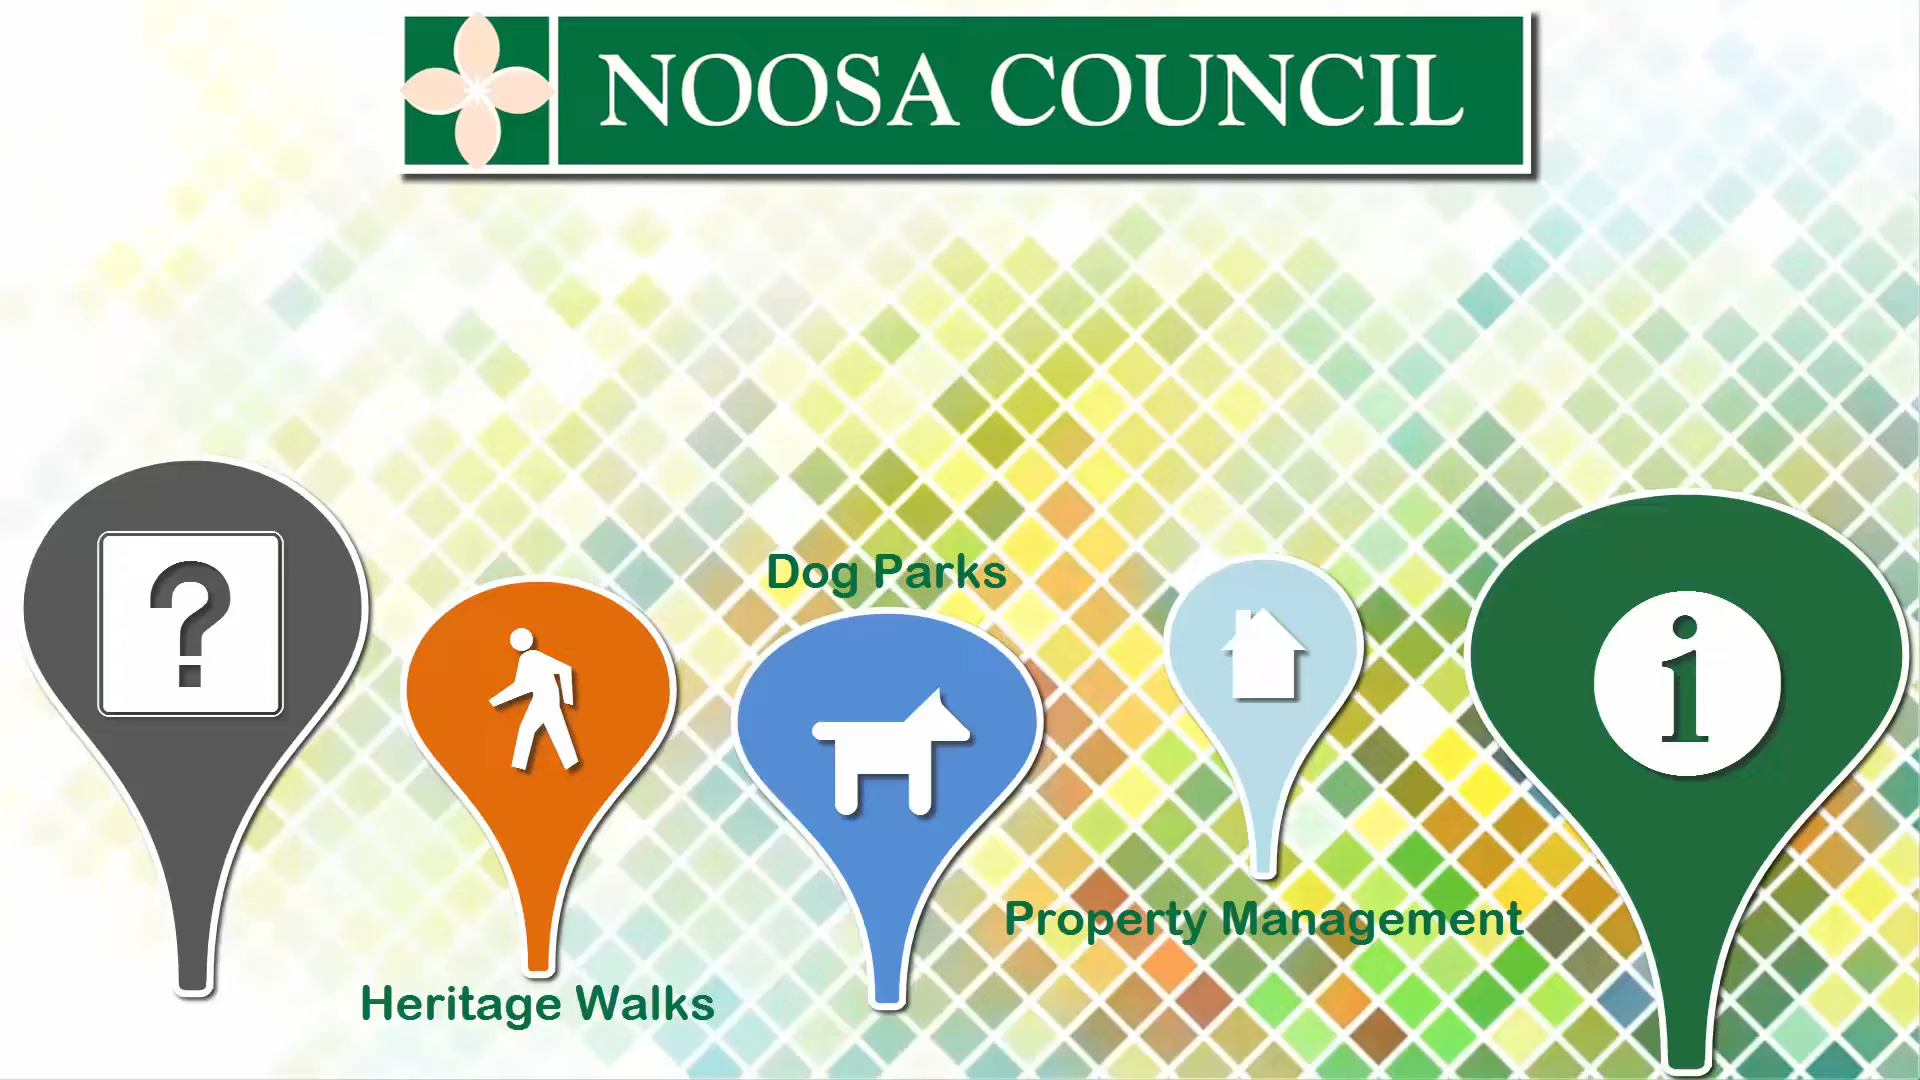 NOOSA COUNCIL
?
Dog Parks
i
Property Management
Heritage Walks